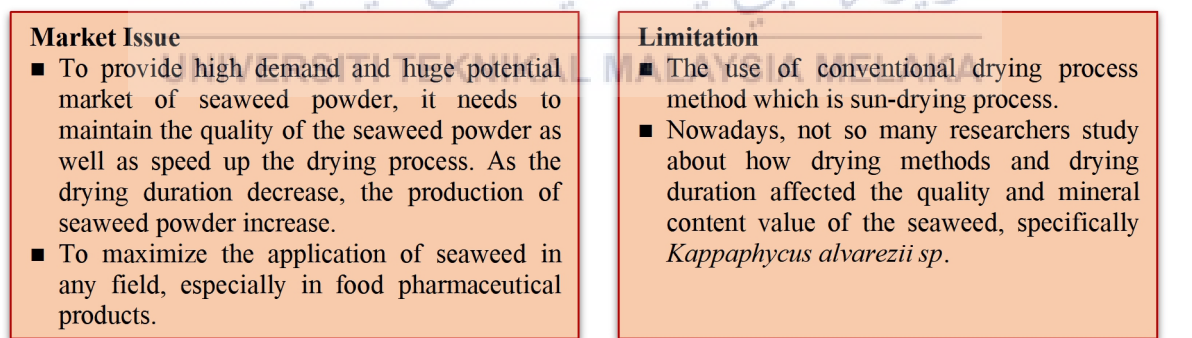 Market Issue
■ To provide high demand and huge potential
market of seaweed powder, it needs to
maintain the quality of the seaweed powder as
well as speed up the drying process. As the
drying duration decrease, the production of
seaweed powder increase.
■ To maximize the application of seaweed in
any field, especially in food pharmaceutical
products.
Limitation
■ The use of conventional drying process
method which is sun-drying process.
■ Nowadays, not so many researchers study
about how drying methods and drying
duration affected the quality and mineral
content value of the seaweed, specifically
Kappaphycus alvarezii sp.
UNIVERSITI TEKNIKAL MALAYSIA MELAKA